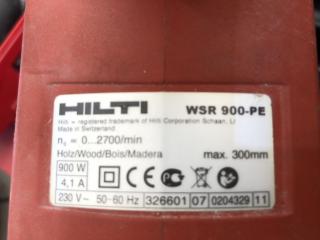 HILTI WSR 900-PE
Hilti = registered trademark of Hilti Corporation Schaan, LI
Made in Switzerland
n₀ = 0...2700/min
Holz/Wood/Bois/Madera max. 300mm
900 W
4,1 A
230 V~ 50-60 Hz 326601 07 0204329 11